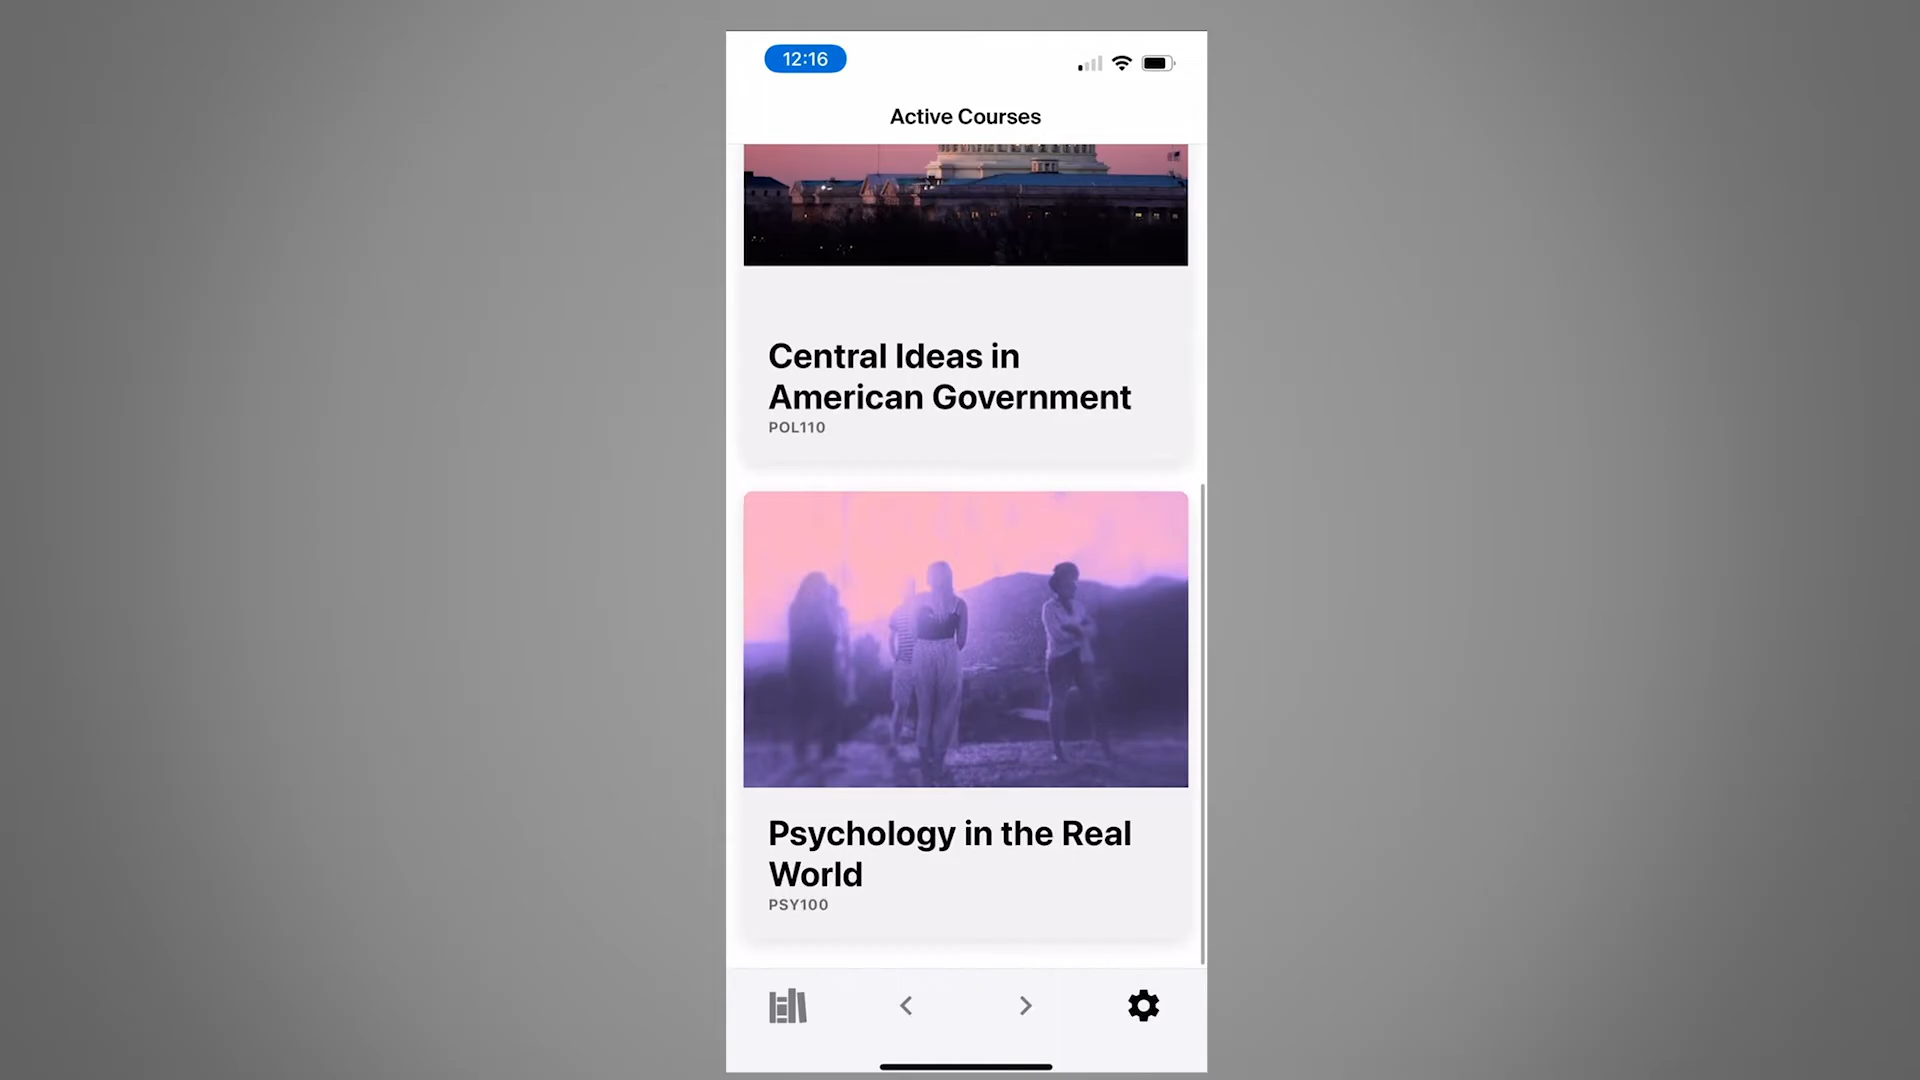 12:16
Active Courses
Central Ideas in
American Government
POL110
Psychology in the Real
World
PSY100